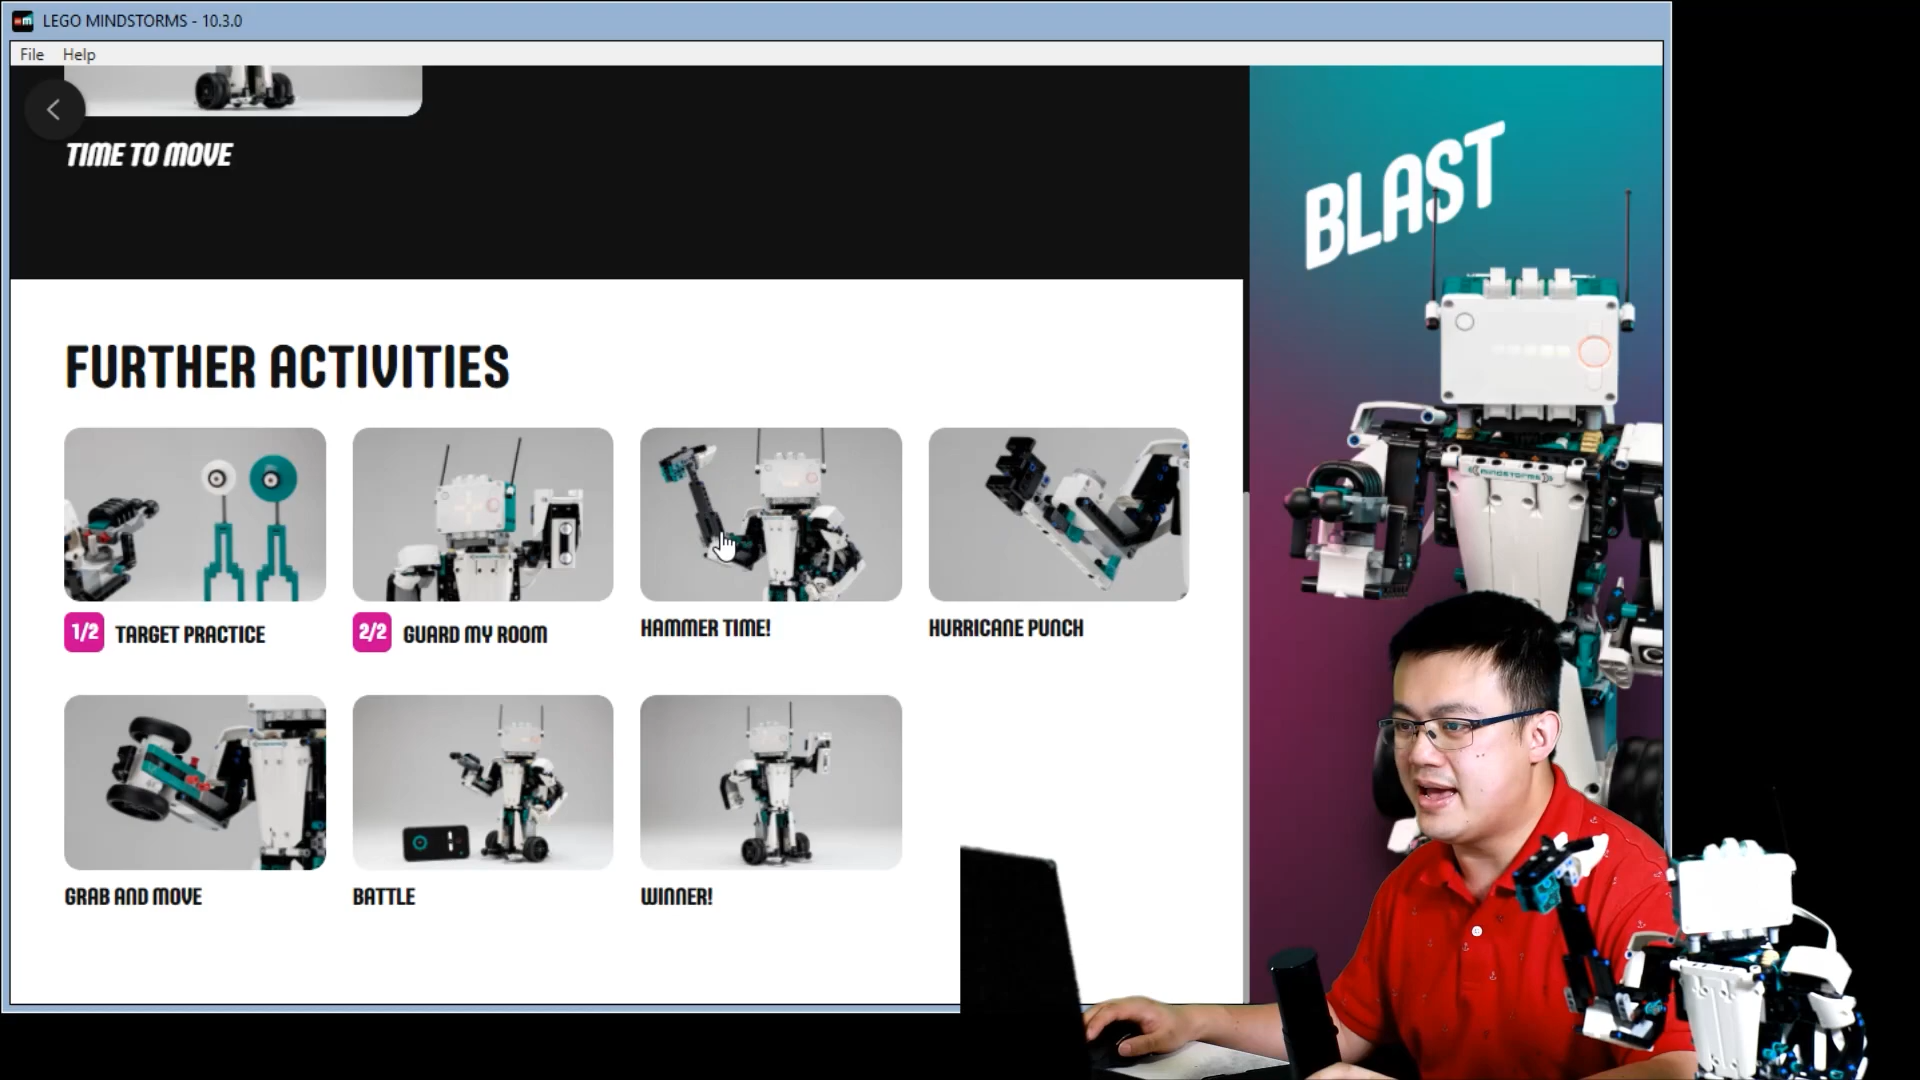 LEGO MINDSTORMS - 10.3.0
File Help
TIME TO MOVE
BLAST
MINDSTORMS
FURTHER ACTIVITIES
1/2 TARGET PRACTICE
2/2 GUARD MY ROOM
HAMMER TIME!
HURRICANE PUNCH
GRAB AND MOVE
BATTLE
WINNER!